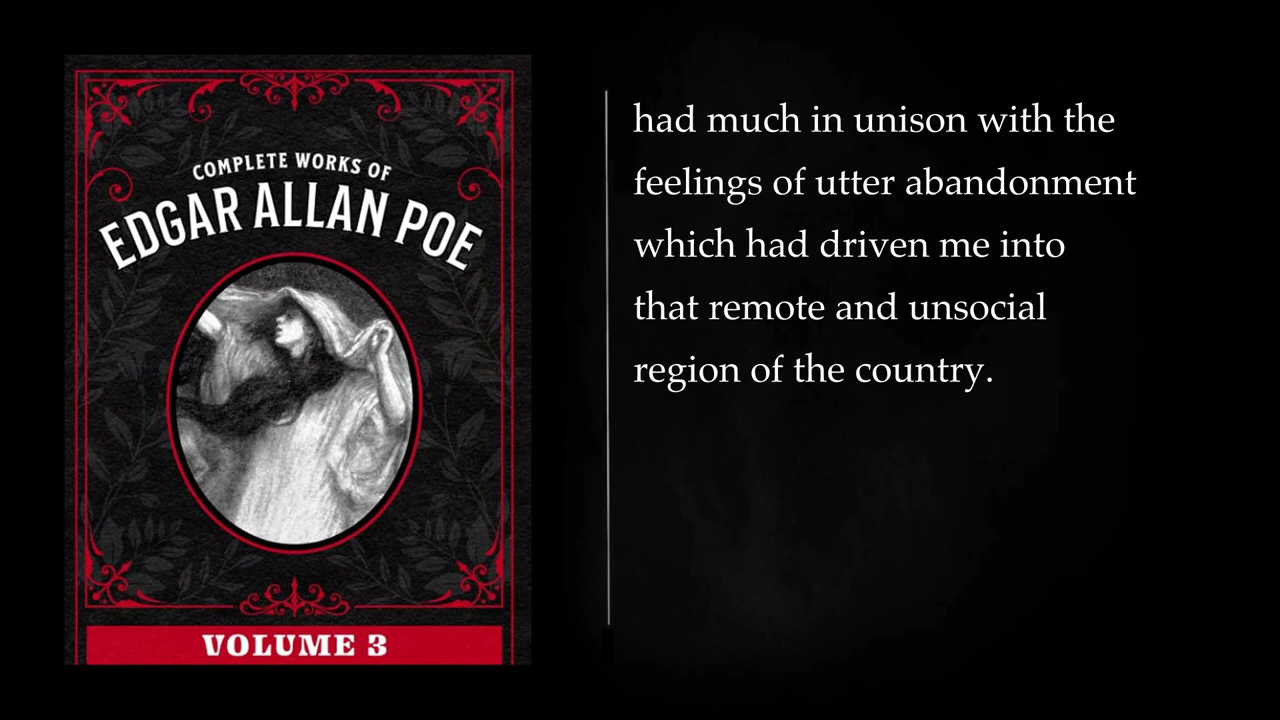 COMPLETE WORKS OF
EDGAR ALLAN POE
VOLUME 3
had much in unison with the
feelings of utter abandonment
which had driven me into
that remote and unsocial
region of the country.